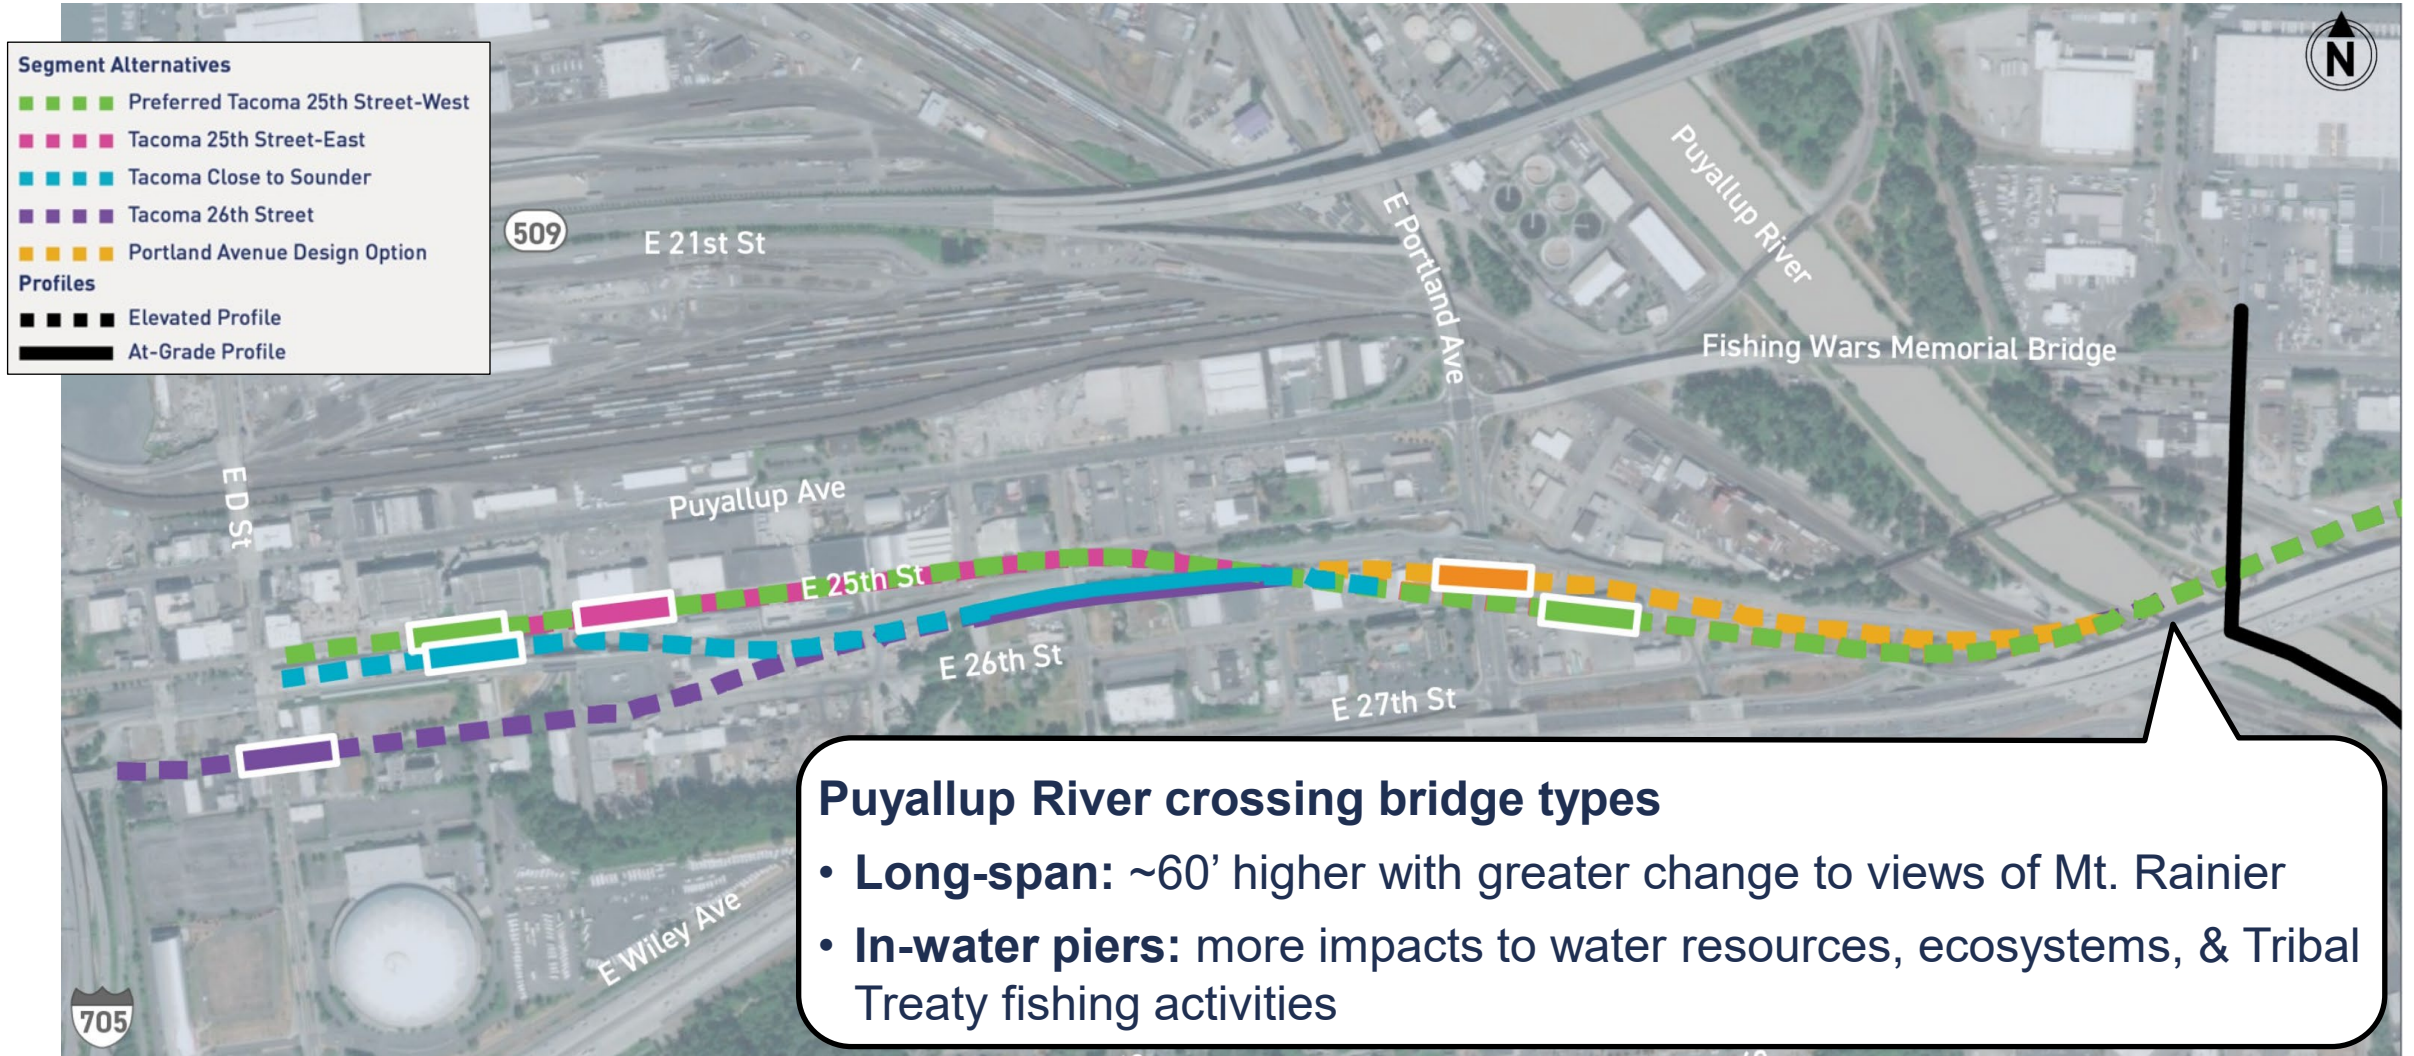 Segment Alternatives
Preferred Tacoma 25th Street-West
Tacoma 25th Street-East
Tacoma Close to Sounder
Tacoma 26th Street
Portland Avenue Design Option
Profiles
Elevated Profile
At-Grade Profile
N
509
E 21st St
E Portland Ave
Puyallup River
Fishing Wars Memorial Bridge
E D St
Puyallup Ave
E 25th St
E 26th St
E 27th St
E Wiley Ave
705
Puyallup River crossing bridge types
• Long-span: ~60’ higher with greater change to views of Mt. Rainier
• In-water piers: more impacts to water resources, ecosystems, & Tribal
Treaty fishing activities